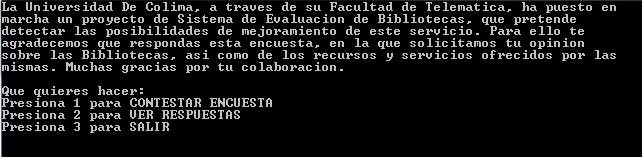 La Universidad De Colima, a traves de su Facultad de Telematica, ha puesto en
marcha un proyecto de Sistema de Evaluacion de Bibliotecas, que pretende
detectar las posibilidades de mejoramiento de este servicio. Para ello te
agradecemos que respondas esta encuesta, en la que solicitamos tu opinion
sobre las Bibliotecas, asi como de los recursos y servicios ofrecidos por las
mismas. Muchas gracias por tu colaboracion.
Que quieres hacer:
Presiona 1 para CONTESTAR ENCUESTA
Presiona 2 para VER RESPUESTAS
Presiona 3 para SALIR